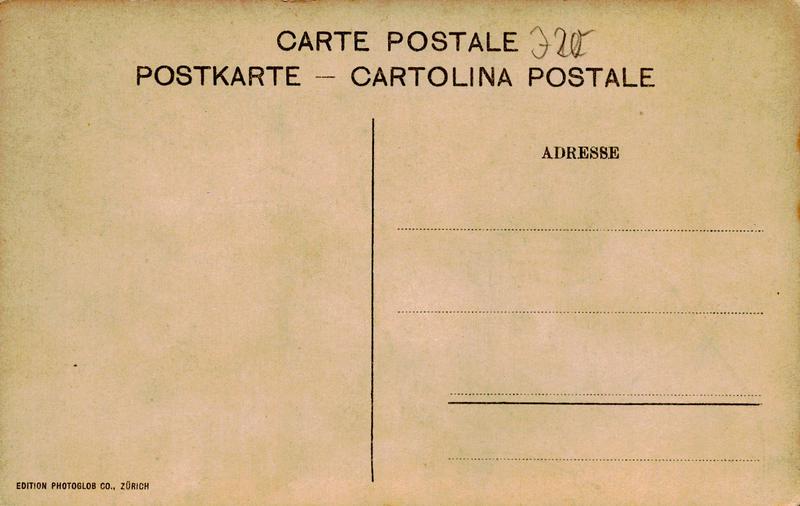 CARTE POSTALE
POSTKARTE — CARTOLINA POSTALE
ADRESSE
EDITION PHOTOGLOB CO., ZÜRICH